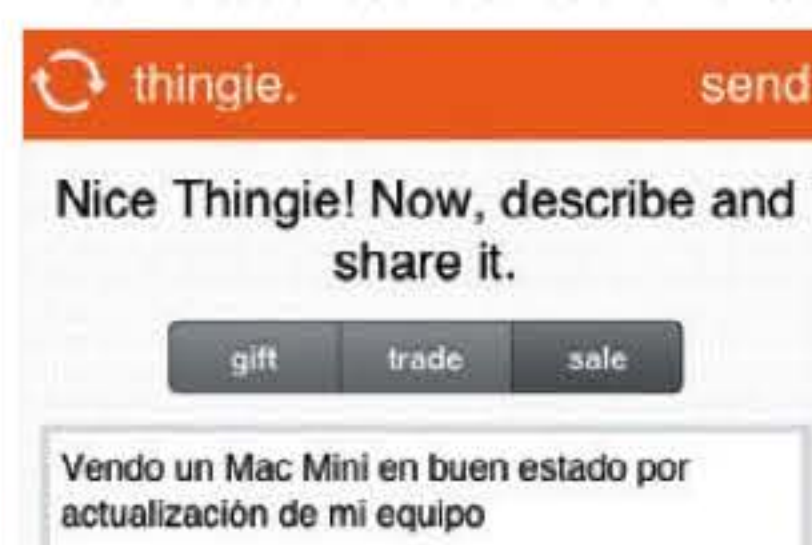 thingie. send
Nice Thingie! Now, describe and
share it.
gift trade sale
Vendo un Mac Mini en buen estado por
actualización de mi equipo